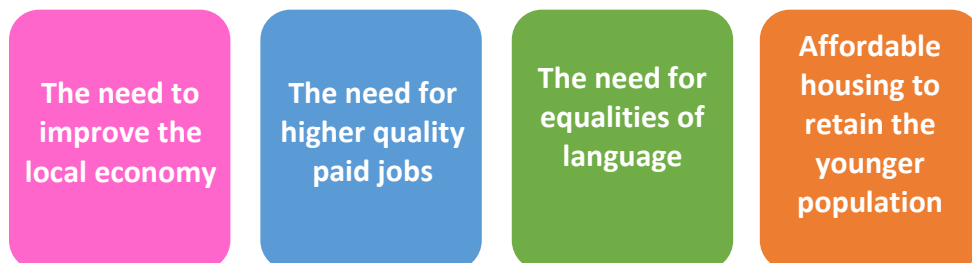 The need to
improve the
local economy
The need for
higher quality
paid jobs
The need for
equalities of
language
Affordable
housing to
retain the
younger
population